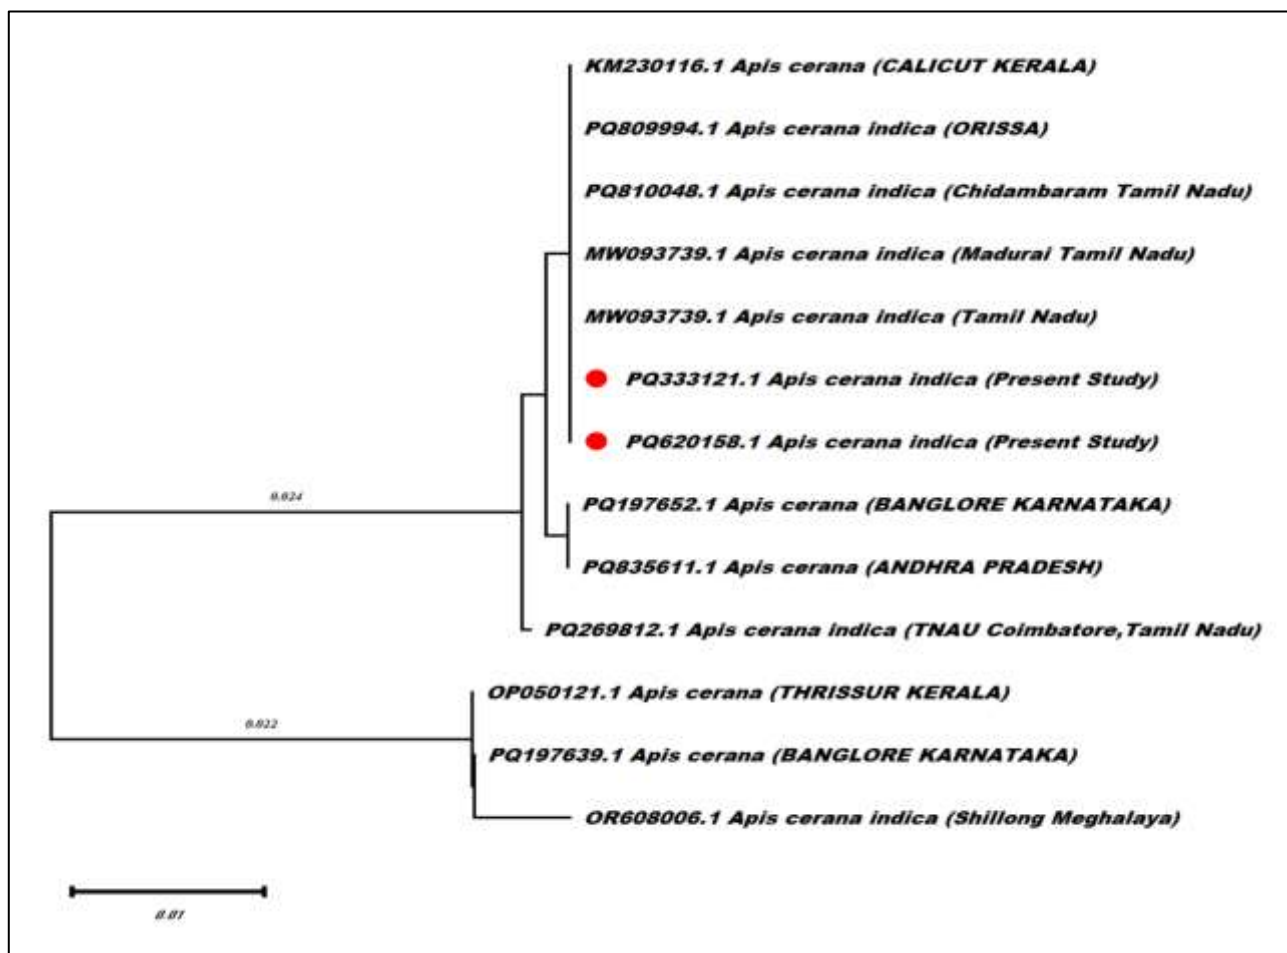 KM230116.1 Apis cerana (CALICUT KERALA)
PQ809994.1 Apis cerana indica (ORISSA)
PQ810048.1 Apis cerana indica (Chidambaram Tamil Nadu)
MW093739.1 Apis cerana indica (Madurai Tamil Nadu)
MW093739.1 Apis cerana indica (Tamil Nadu)
PQ333121.1 Apis cerana indica (Present Study)
PQ620158.1 Apis cerana indica (Present Study)
0.024
PQ197652.1 Apis cerana (BANGLORE KARNATAKA)
PQ835611.1 Apis cerana (ANDHRA PRADESH)
PQ269812.1 Apis cerana indica (TNAU Coimbatore,Tamil Nadu)
OP050121.1 Apis cerana (THRISSUR KERALA)
0.022
PQ197639.1 Apis cerana (BANGLORE KARNATAKA)
OR608006.1 Apis cerana indica (Shillong Meghalaya)
0.01